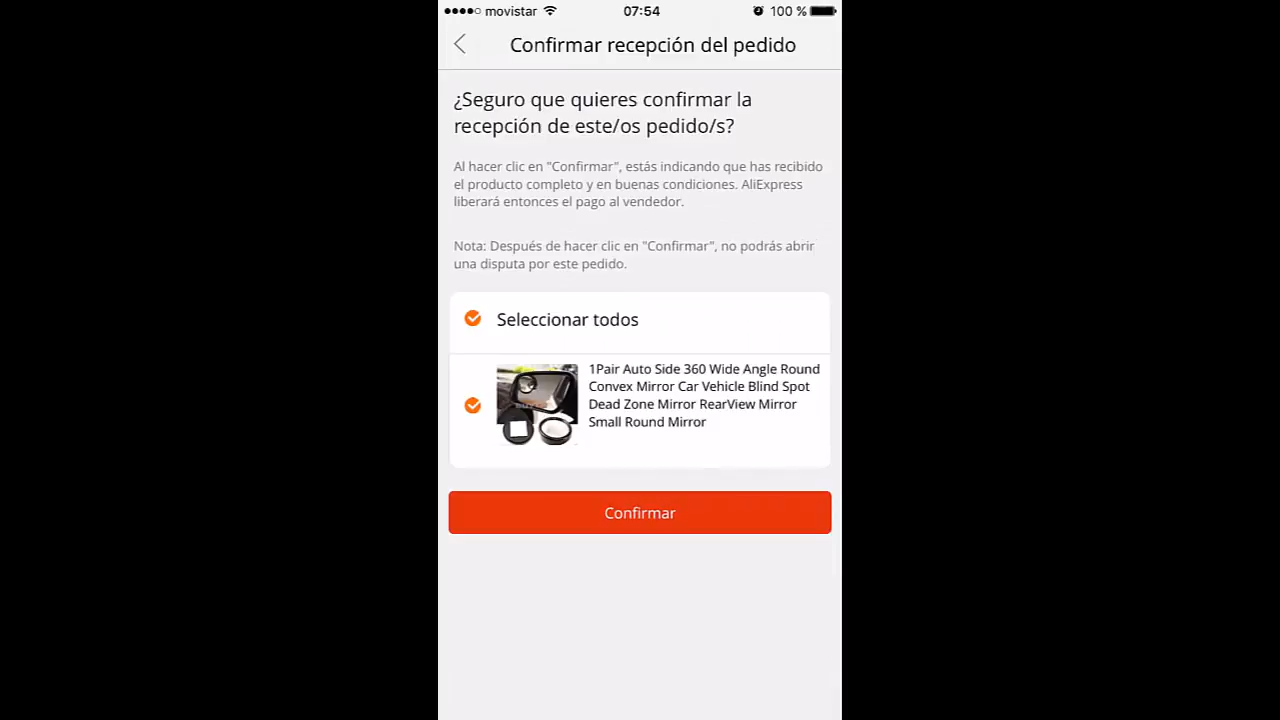 movistar 07:54 100 %
Confirmar recepción del pedido
¿Seguro que quieres confirmar la
recepción de este/os pedido/s?
Al hacer clic en "Confirmar", estás indicando que has recibido
el producto completo y en buenas condiciones. AliExpress
liberará entonces el pago al vendedor.
Nota: Después de hacer clic en "Confirmar", no podrás abrir
una disputa por este pedido.
Seleccionar todos
1Pair Auto Side 360 Wide Angle Round
Convex Mirror Car Vehicle Blind Spot
Dead Zone Mirror RearView Mirror
Small Round Mirror
Confirmar